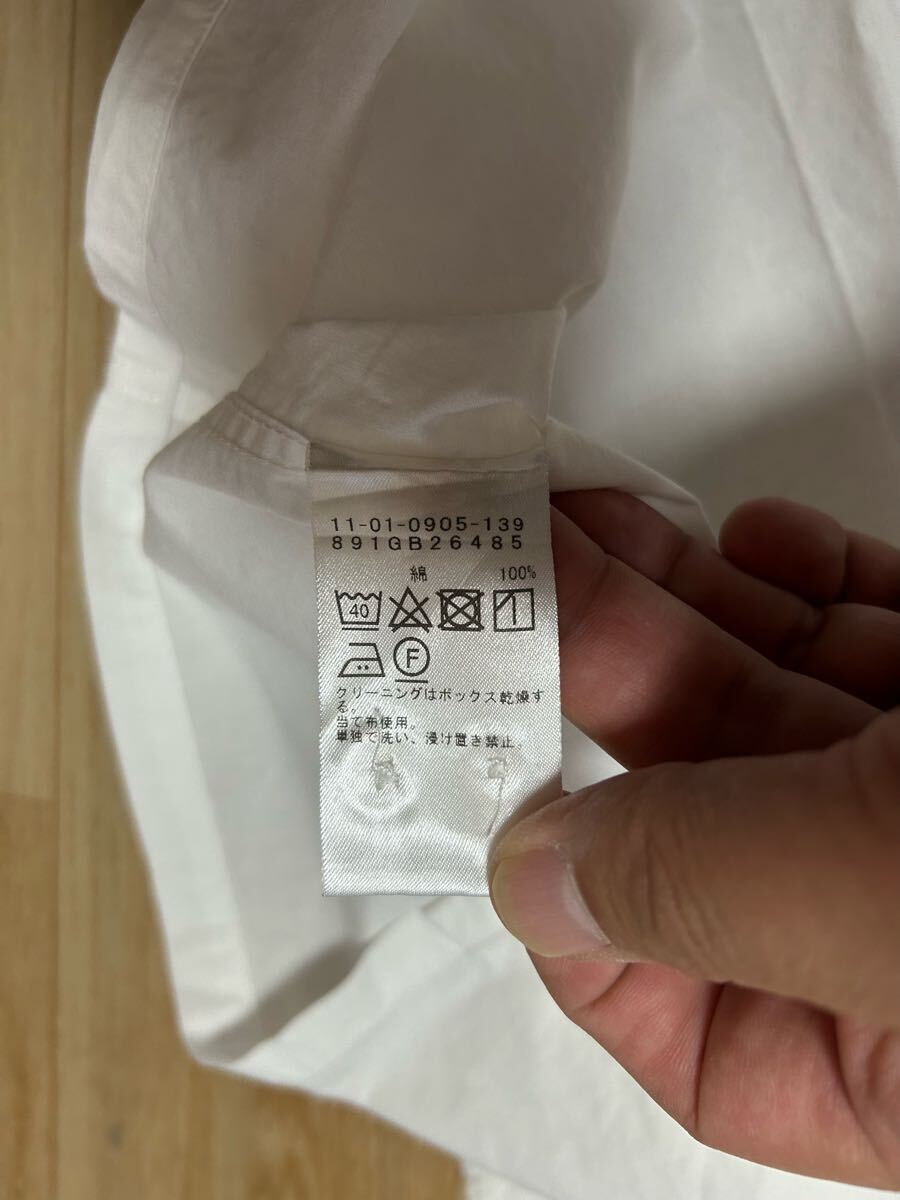 11-01-0905-139
891GB26485
綿 100%
40
F
クリーニングはボックス乾燥す
る。
当て布使用。
単独で洗い、浸け置き禁止。